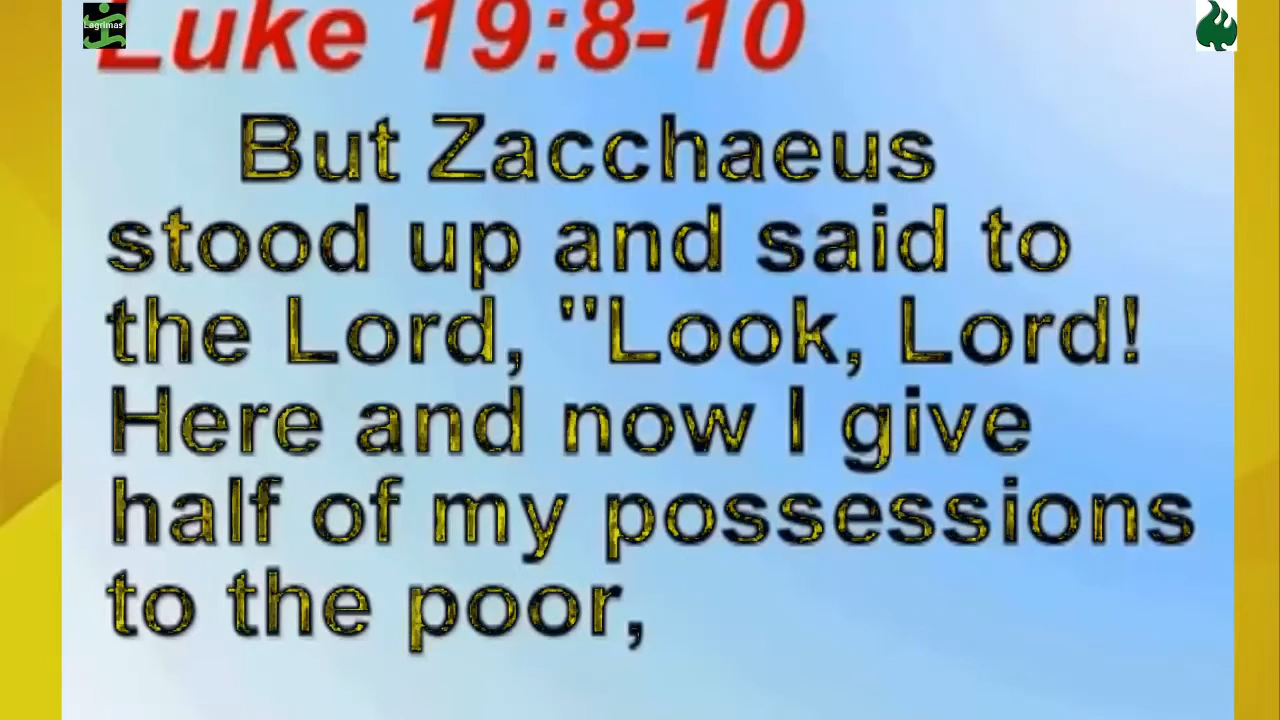 Lagrimas
Luke 19:8-10
But Zacchaeus
stood up and said to
the Lord, "Look, Lord!
Here and now I give
half of my possessions
to the poor,